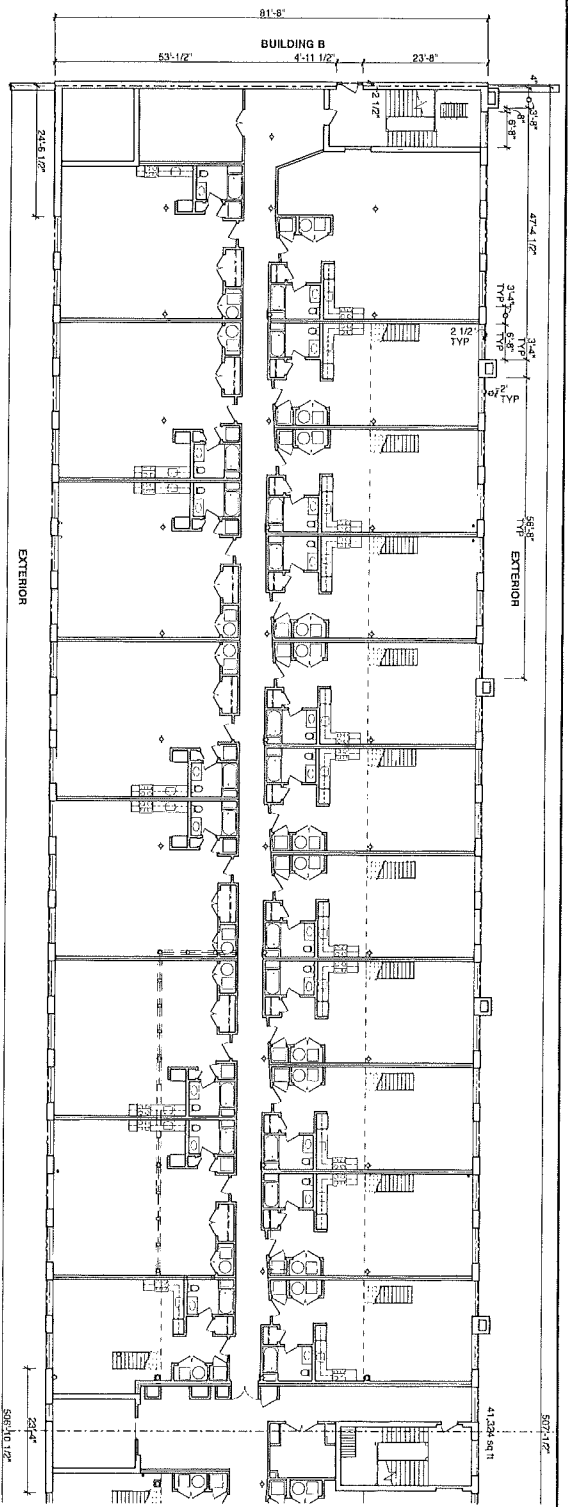 81'-8"
BUILDING B
53'-1/2"
4'-11 1/2"
23'-8"
4"
3'-8"
8"
6'-8"
2 1/2"
24'-5 1/2"
47'-4 1/2"
3'-4"
TYP
6'-8"
TYP
3'-4"
TYP
2 1/2"
TYP
2'
TYP
56'-8"
TYP
EXTERIOR
EXTERIOR
41,324 sq ft
507'-1/2"
23'-4"
506'-10 1/2"